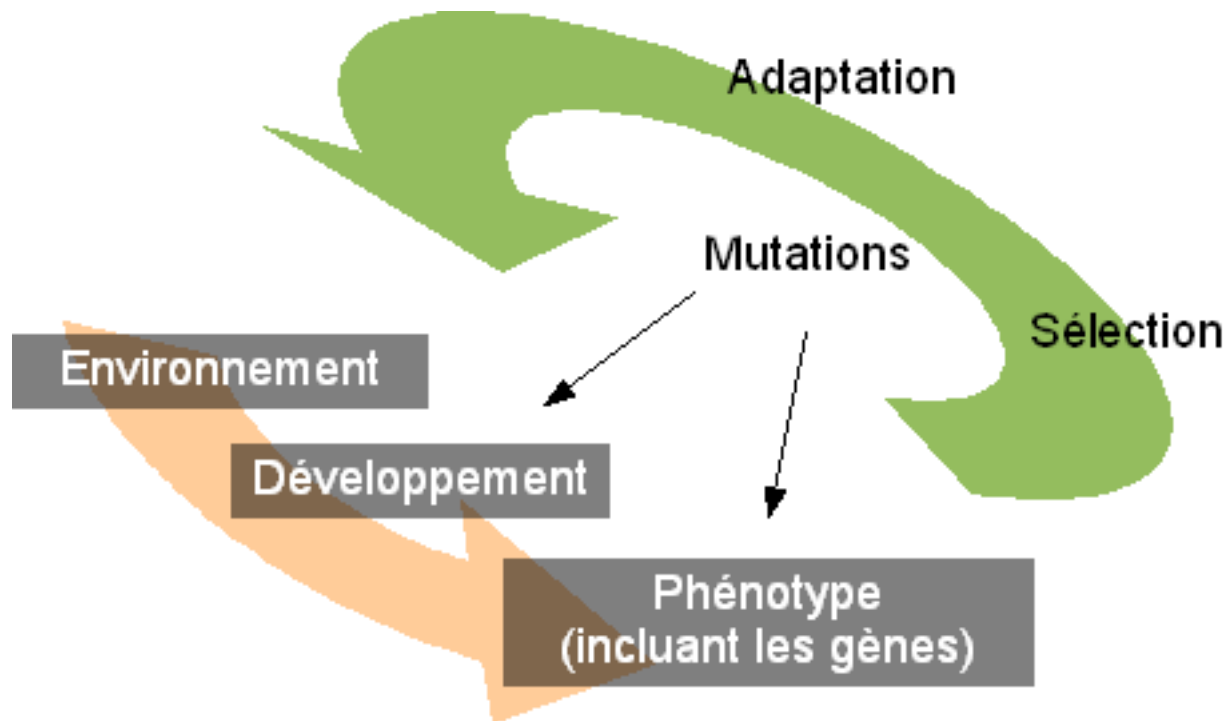 Adaptation
Mutations
Sélection
Environnement
Développement
Phénotype
(incluant les gènes)